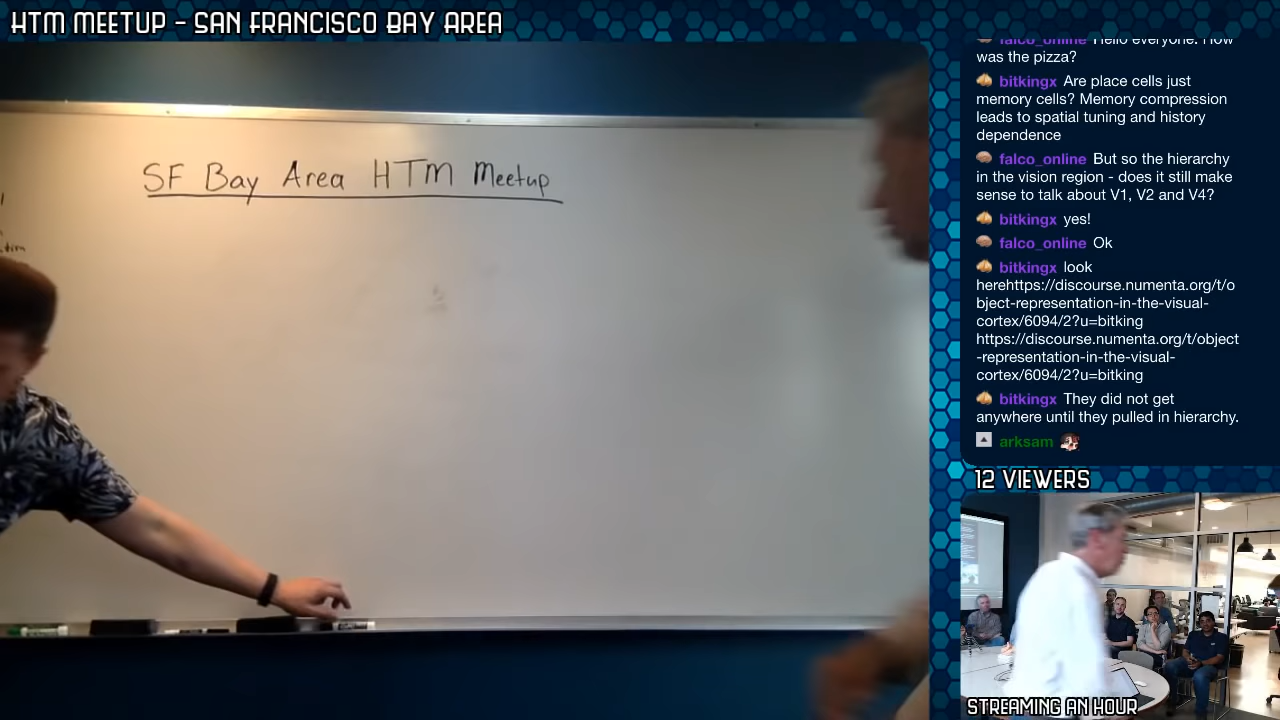 HTM MEETUP - SAN FRANCISCO BAY AREA
SF Bay Area HTM Meetup
falco_online Hello everyone. How
was the pizza?
bitkingx Are place cells just
memory cells? Memory compression
leads to spatial tuning and history
dependence
falco_online But so the hierarchy
in the vision region - does it still make
sense to talk about V1, V2 and V4?
bitkingx yes!
falco_online Ok
bitkingx look
herehttps://discourse.numenta.org/t/o
bject-representation-in-the-visual-
cortex/6094/2?u=bitking
https://discourse.numenta.org/t/object
-representation-in-the-visual-
cortex/6094/2?u=bitking
bitkingx They did not get
anywhere until they pulled in hierarchy.
arksam
12 VIEWERS
STREAMING AN HOUR